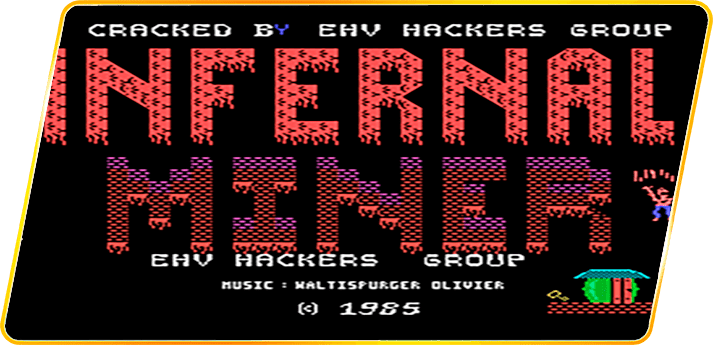 CRACKED BY EHV HACKERS GROUP
INFERNAL
MINER
EHV HACKERS GROUP
MUSIC : WALTISPURGER OLIVIER
(c) 1985